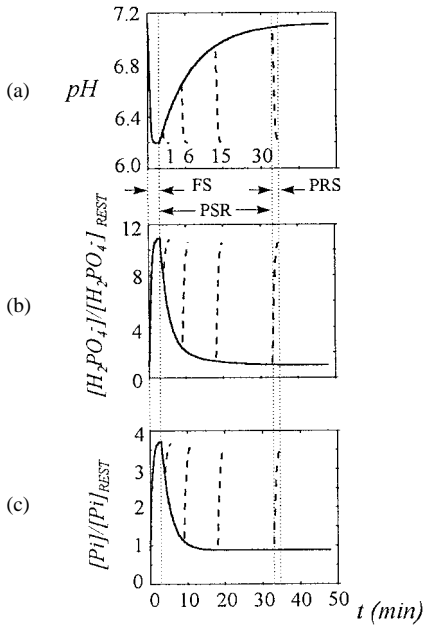 (a)
pH
7.2
6.8
6.4
6.0
1 6 15 30
FS
PRS
PSR
(b)
[H₂PO₄⁻]/[H₂PO₄⁻]REST
12
8
4
0
(c)
[Pi]/[Pi]REST
4
3
2
1
0
0 10 20 30 40 50
t (min)